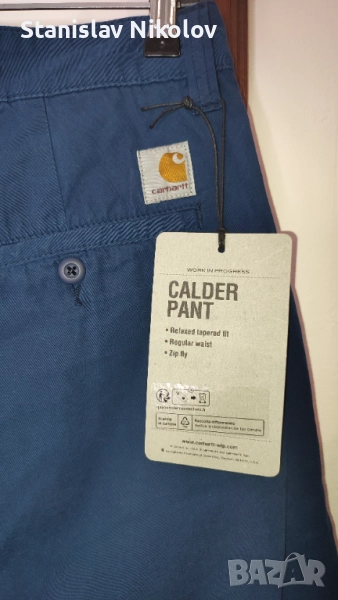 Stanislav Nikolov
carhartt
WORK IN PROGRESS
CALDER
PANT
• Relaxed tapered fit
• Regular waist
• Zip fly
www.carhartt-wip.com
BAZAR